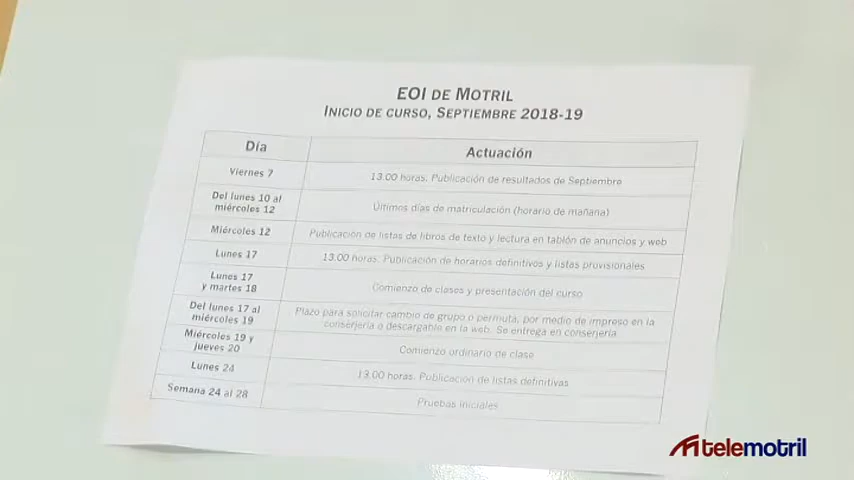 EOI DE MOTRIL
INICIO DE CURSO, SEPTIEMBRE 2018-19
Día
Actuación
Viernes 7
13:00 horas. Publicación de resultados de Septiembre
Del lunes 10 al
miércoles 12
Últimos días de matriculación (horario de mañana)
Miércoles 12
Publicación de listas de libros de texto y lectura en tablón de anuncios y web
Lunes 17
13:00 horas. Publicación de horarios definitivos y listas provisionales
Lunes 17
y martes 18
Comienzo de clases y presentación del curso
Del lunes 17 al
miércoles 19
Plazo para solicitar cambio de grupo o permuta, por medio de impreso en la
conserjería o descargable en la web. Se entrega en conserjería
Miércoles 19 y
jueves 20
Comienzo ordinario de clase
Lunes 24
13:00 horas. Publicación de listas definitivas
Semana 24 al 28
Pruebas iniciales
telemotril